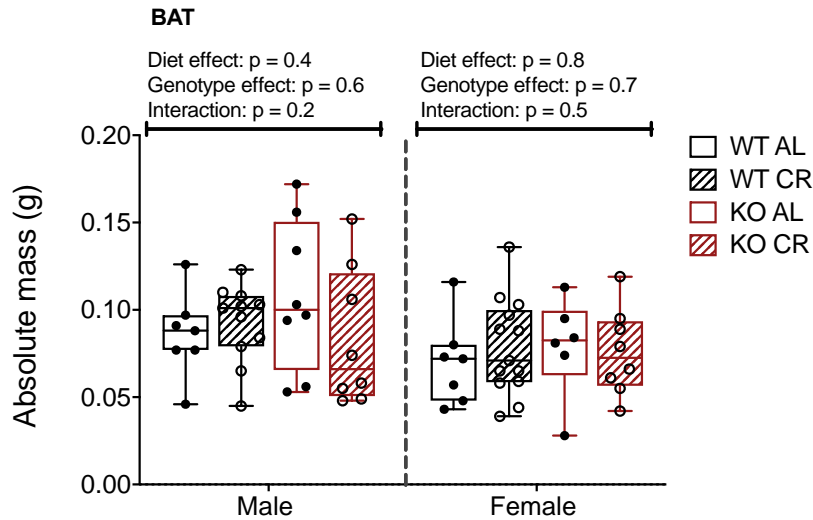 BAT
Diet effect: p = 0.4
Genotype effect: p = 0.6
Interaction: p = 0.2
Diet effect: p = 0.8
Genotype effect: p = 0.7
Interaction: p = 0.5
Absolute mass (g)
0.20
0.15
0.10
0.05
0.00
Male
Female
WT AL
WT CR
KO AL
KO CR